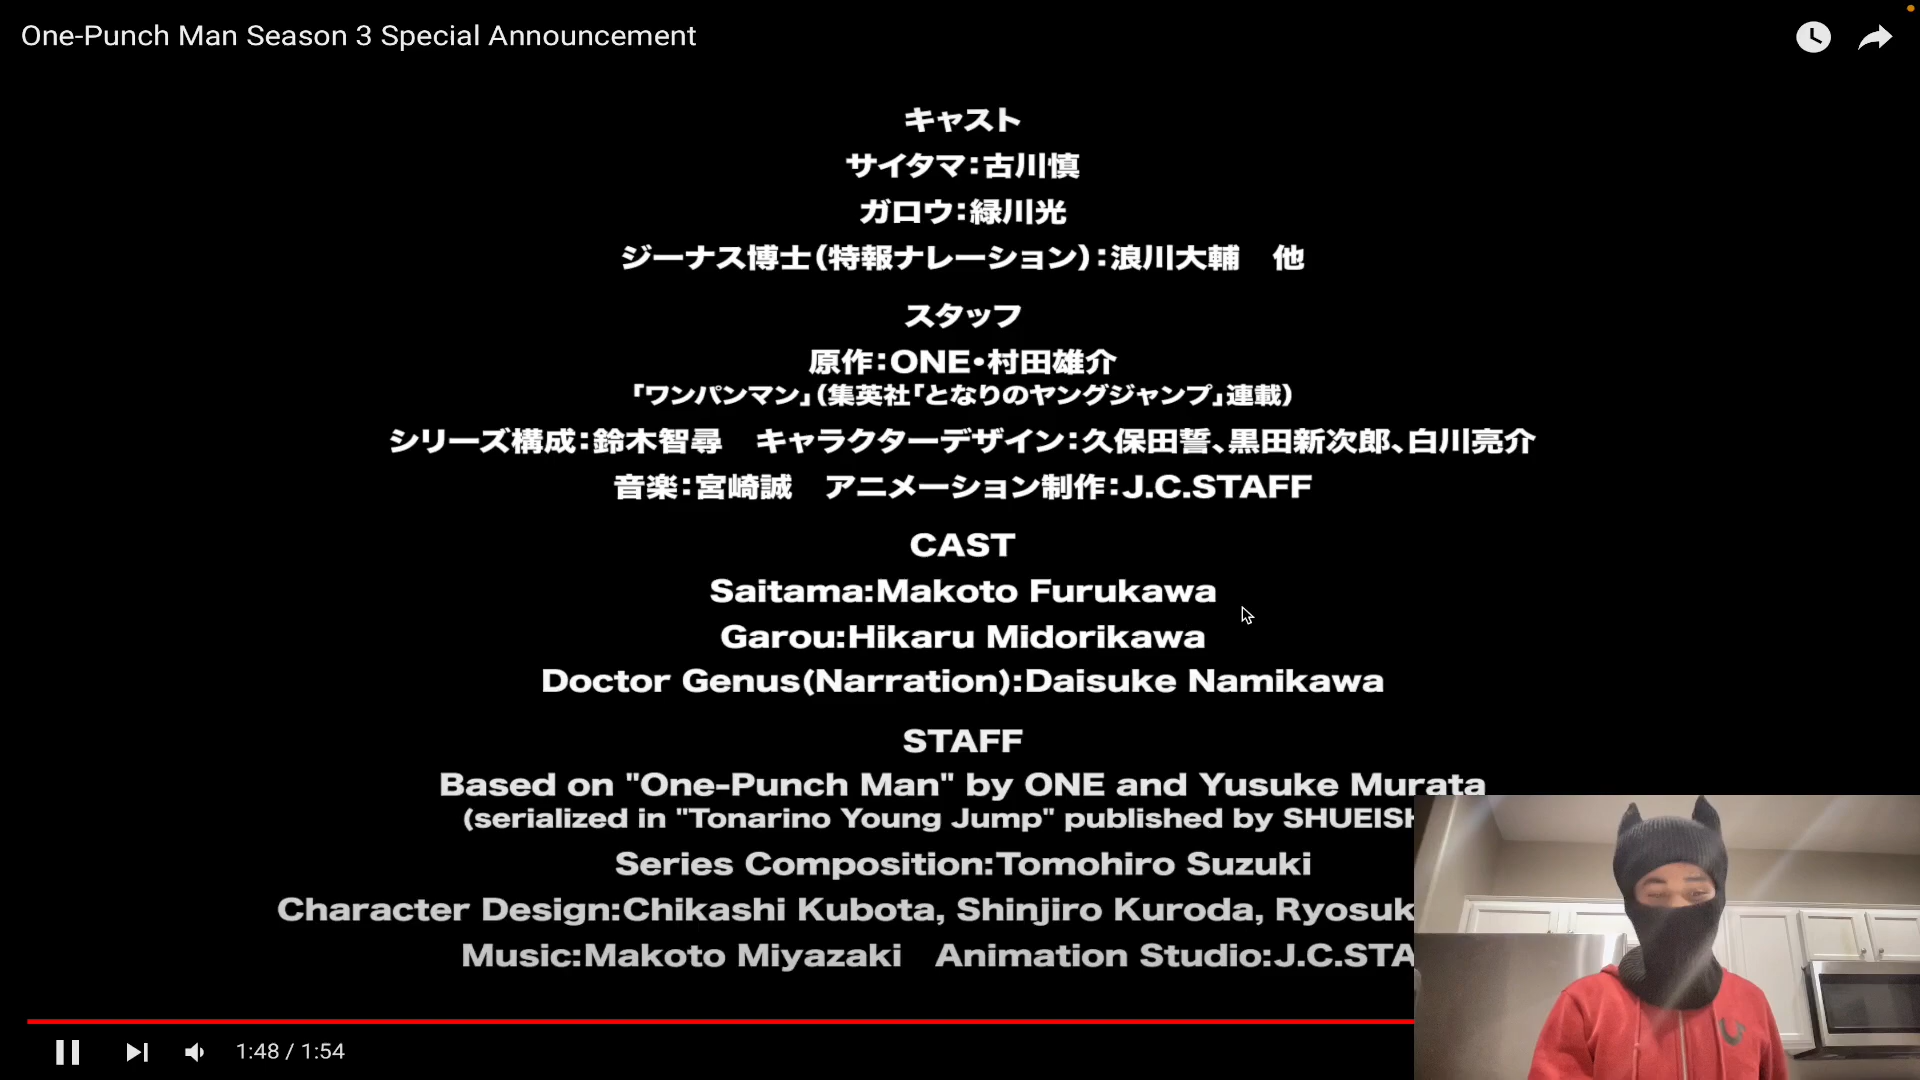 One-Punch Man Season 3 Special Announcement
キャスト
サイタマ:古川慎
ガロウ:緑川光
ジーナス博士(特報ナレーション):浪川大輔　他
スタッフ
原作:ONE・村田雄介
「ワンパンマン」(集英社「となりのヤングジャンプ」連載)
シリーズ構成:鈴木智尋　キャラクターデザイン:久保田誓、黒田新次郎、白川亮介
音楽:宮崎誠　アニメーション制作:J.C.STAFF
CAST
Saitama:Makoto Furukawa
Garou:Hikaru Midorikawa
Doctor Genus(Narration):Daisuke Namikawa
STAFF
Based on "One-Punch Man" by ONE and Yusuke Murata
(serialized in "Tonarino Young Jump" published by SHUEISH
Series Composition:Tomohiro Suzuki
Character Design:Chikashi Kubota, Shinjiro Kuroda, Ryosuk
Music:Makoto Miyazaki　Animation Studio:J.C.STA
1:48 / 1:54